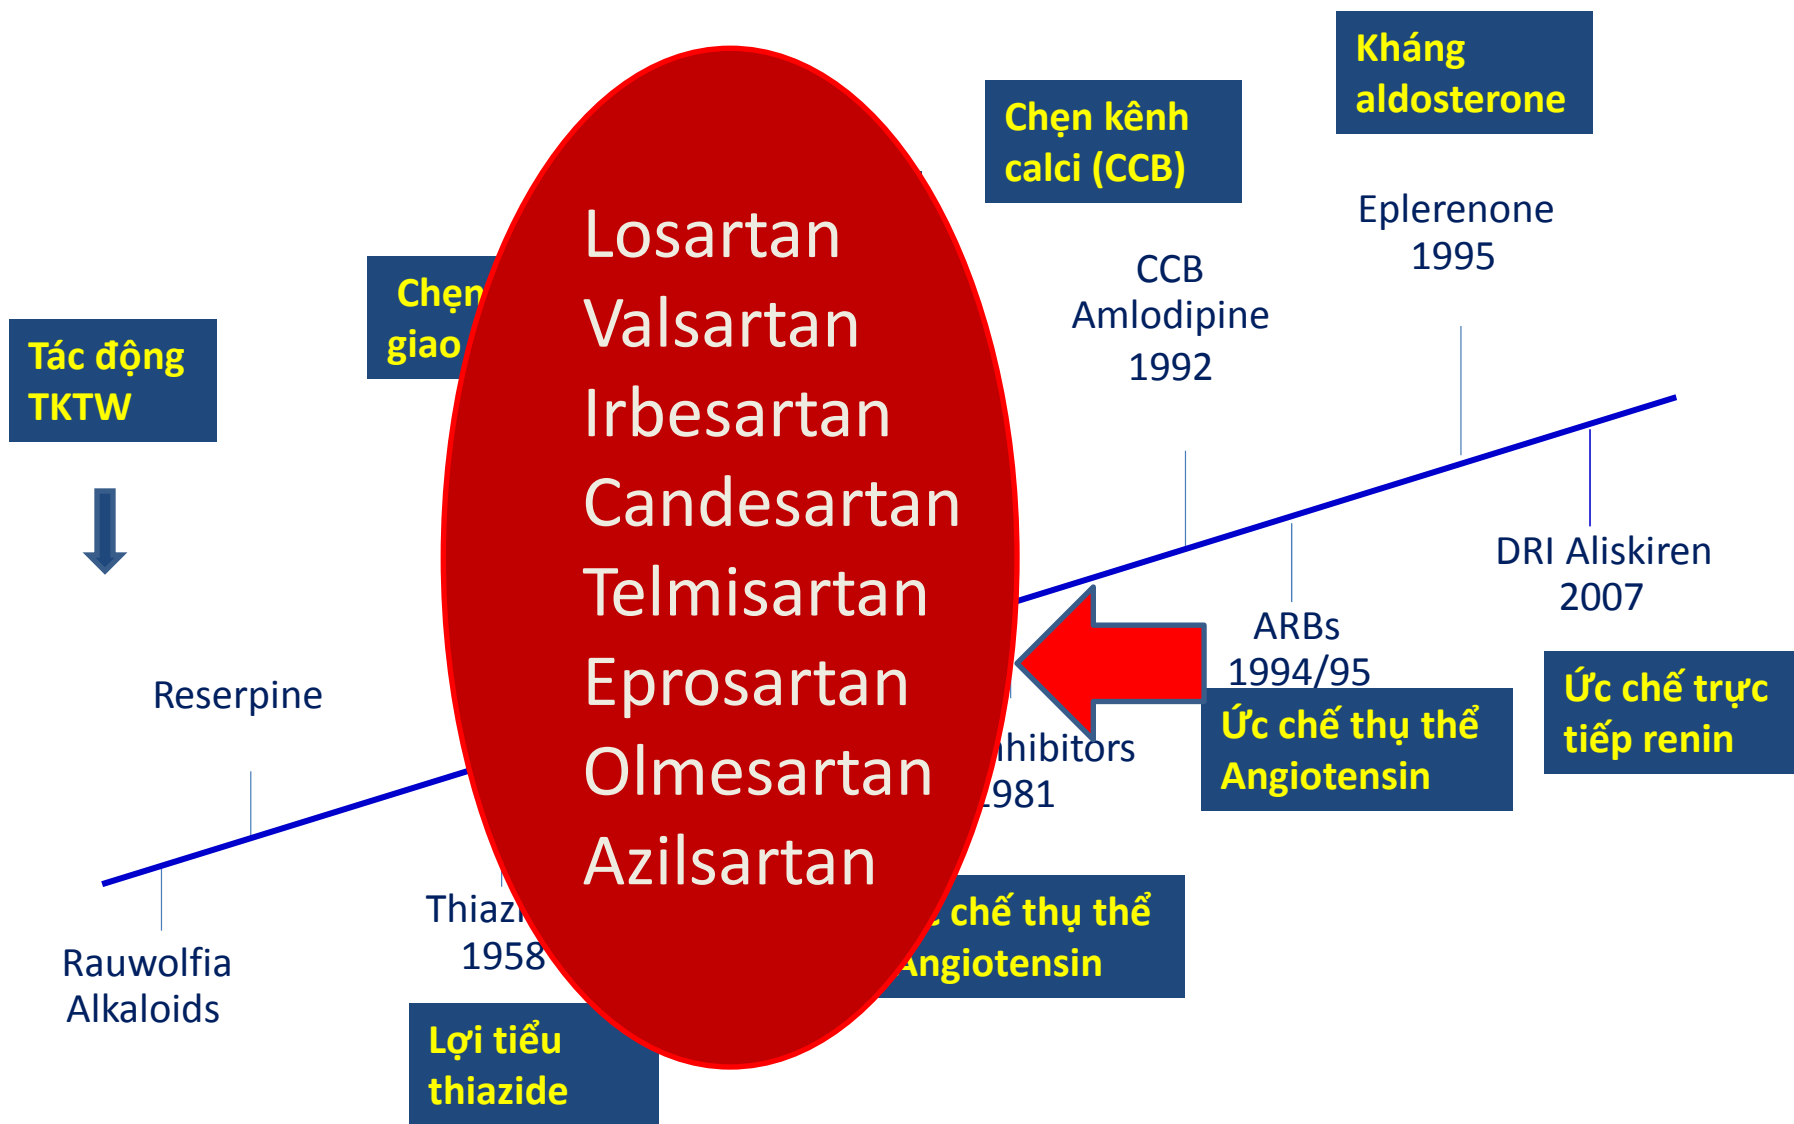 Kháng
aldosterone
Chẹn kênh
calci (CCB)
Eplerenone
1995
CCB
Amlodipine
1992
Chẹn
giao
Tác động
TKTW
Losartan
Valsartan
Irbesartan
Candesartan
Telmisartan
Eprosartan
Olmesartan
Azilsartan
DRI Aliskiren
2007
ARBs
1994/95
Ức chế trực
tiếp renin
Ức chế thụ thể
Angiotensin
Reserpine
nhibitors
1981
chế thụ thể
Angiotensin
Thiazi
1958
Rauwolfia
Alkaloids
Lợi tiểu
thiazide